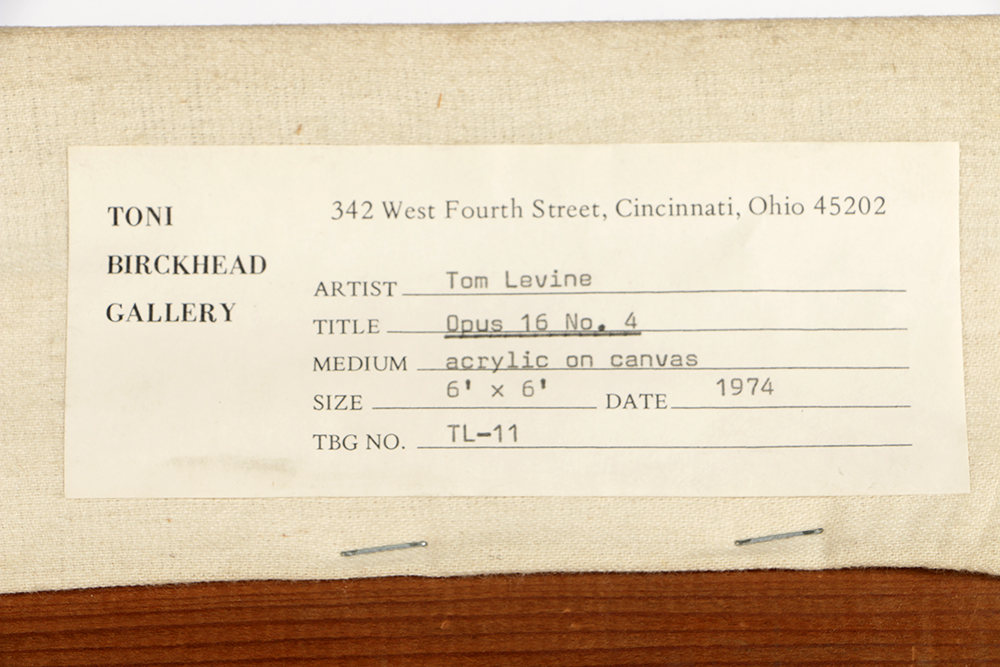 TONI
BIRCKHEAD
GALLERY
342 West Fourth Street, Cincinnati, Ohio 45202
ARTIST Tom Levine
TITLE Opus 16 No. 4
MEDIUM acrylic on canvas
SIZE 6' x 6' DATE 1974
TBG NO. TL-11